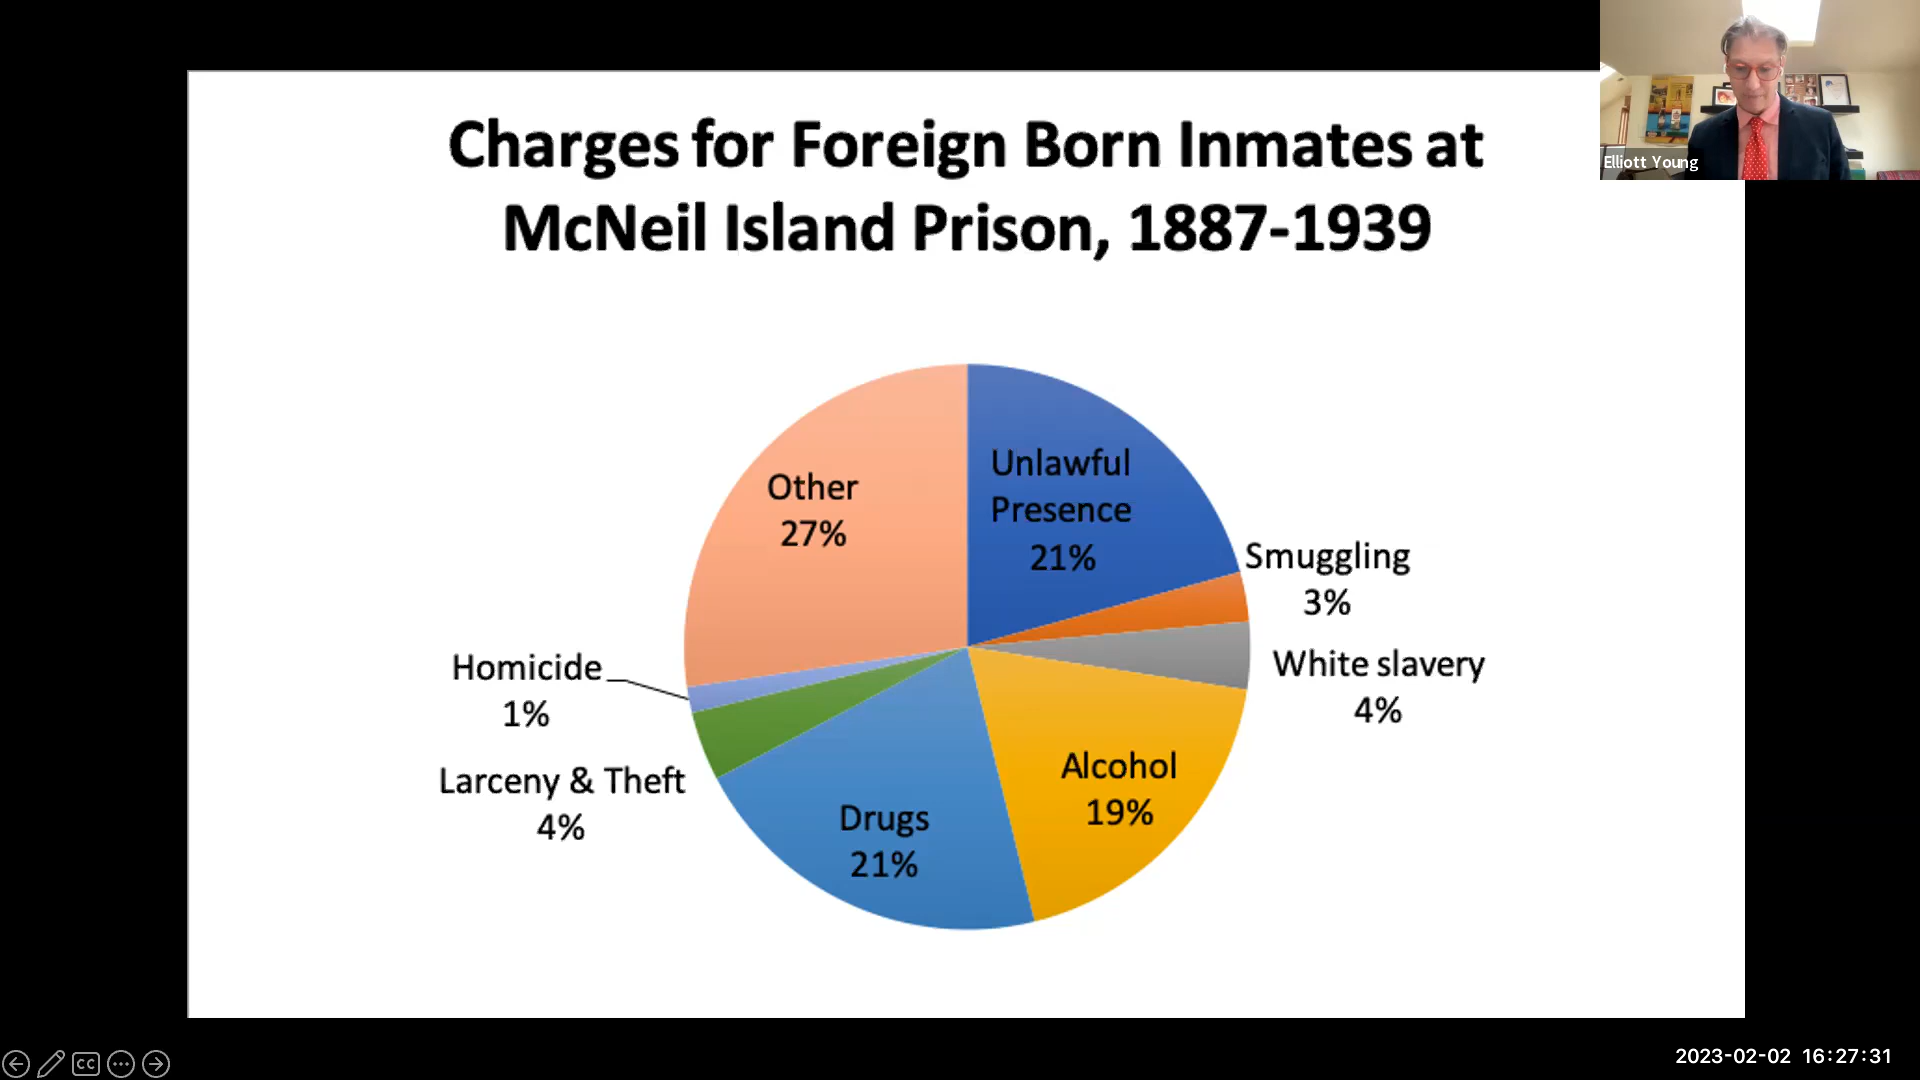 Charges for Foreign Born Inmates at
McNeil Island Prison, 1887-1939
Elliott Young
Unlawful
Presence
21%
Smuggling
3%
White slavery
4%
Alcohol
19%
Drugs
21%
Larceny & Theft
4%
Homicide
1%
Other
27%
CC
2023-02-02 16:27:31